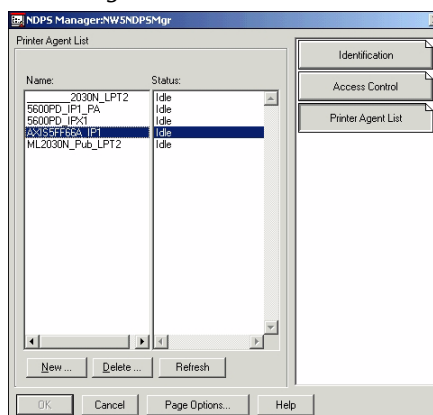 NDPS Manager:NW5NDPSMgr
Printer Agent List
Name: Status:
2030N_LPT2 Idle
5600PD_IP1_PA Idle
5600PD_IPX1 Idle
AXIS5FF66A_IP1 Idle
ML2030N_Pub_LPT2 Idle
New ... Delete ... Refresh
OK Cancel Page Options... Help
Identification
Access Control
Printer Agent List